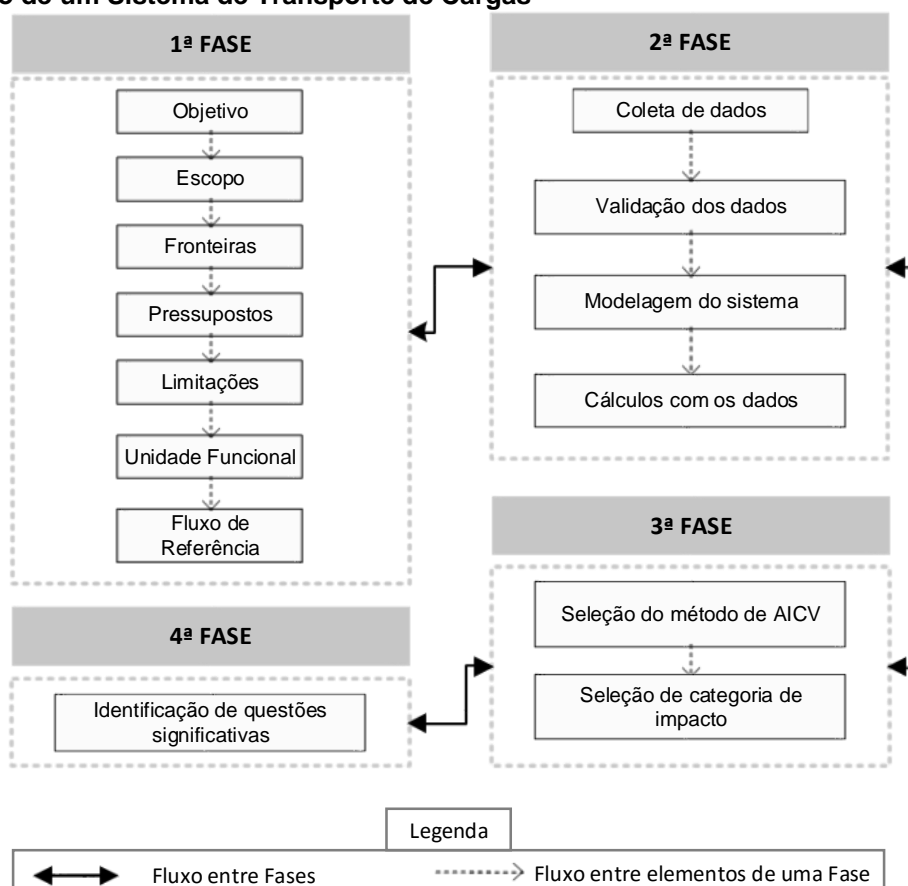 o de um Sistema de Transporte de Cargas
1ª FASE
Objetivo
Escopo
Fronteiras
Pressupostos
Limitações
Unidade Funcional
Fluxo de
Referência
2ª FASE
Coleta de dados
Validação dos dados
Modelagem do sistema
Cálculos com os dados
3ª FASE
Seleção do método de AICV
Seleção de categoria de
impacto
4ª FASE
Identificação de questões
significativas
Legenda
Fluxo entre Fases
Fluxo entre elementos de uma Fase